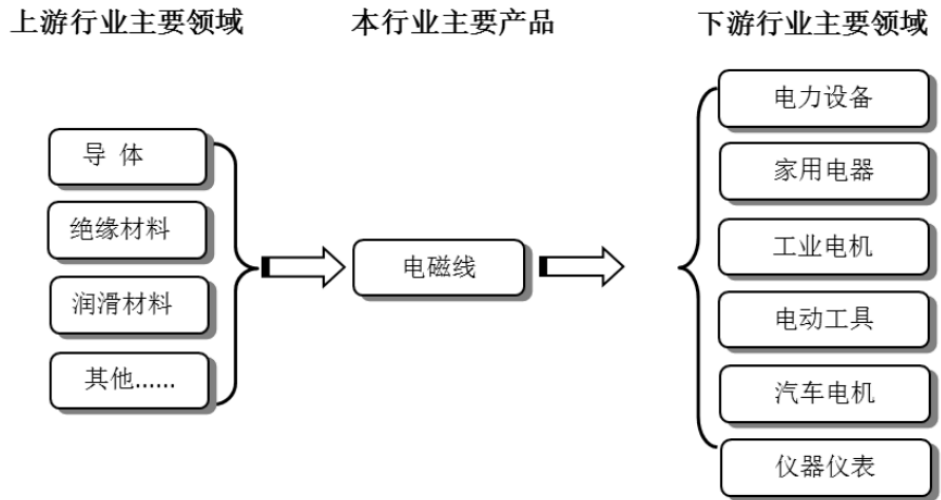 上游行业主要领域
本行业主要产品
下游行业主要领域
导 体
绝缘材料
润滑材料
其他......
电磁线
电力设备
家用电器
工业电机
电动工具
汽车电机
仪器仪表